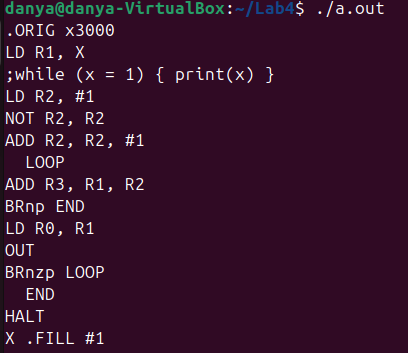 danya@danya-VirtualBox:~/Lab4$ ./a.out
.ORIG x3000
LD R1, X
;while (x = 1) { print(x) }
LD R2, #1
NOT R2, R2
ADD R2, R2, #1
  LOOP
ADD R3, R1, R2
BRnp END
LD R0, R1
OUT
BRnzp LOOP
  END
HALT
X .FILL #1